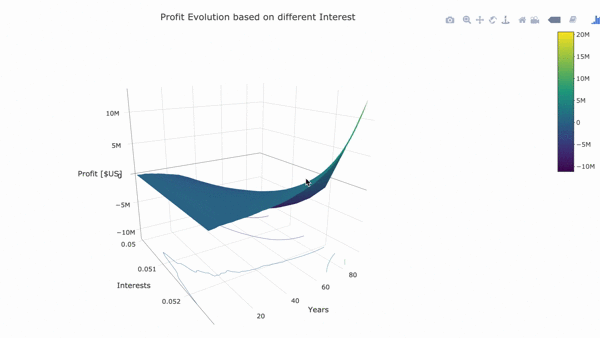 Profit Evolution based on different Interest
20M
15M
10M
5M
0
−5M
−10M
10M
5M
Profit [$US]
−5M
−10M
0.05
0.051
0.052
Interests
20
40
60
80
Years